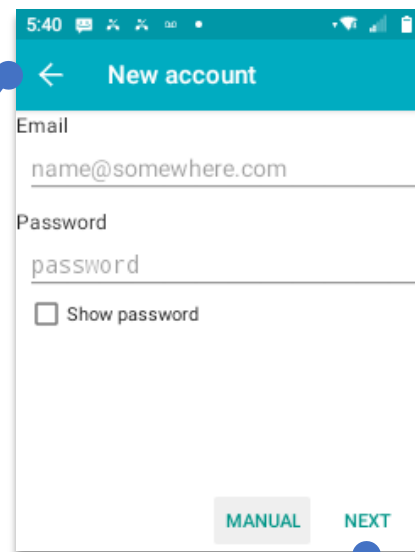 5:40
New account
Email
name@somewhere.com
Password
password
Show password
MANUAL NEXT